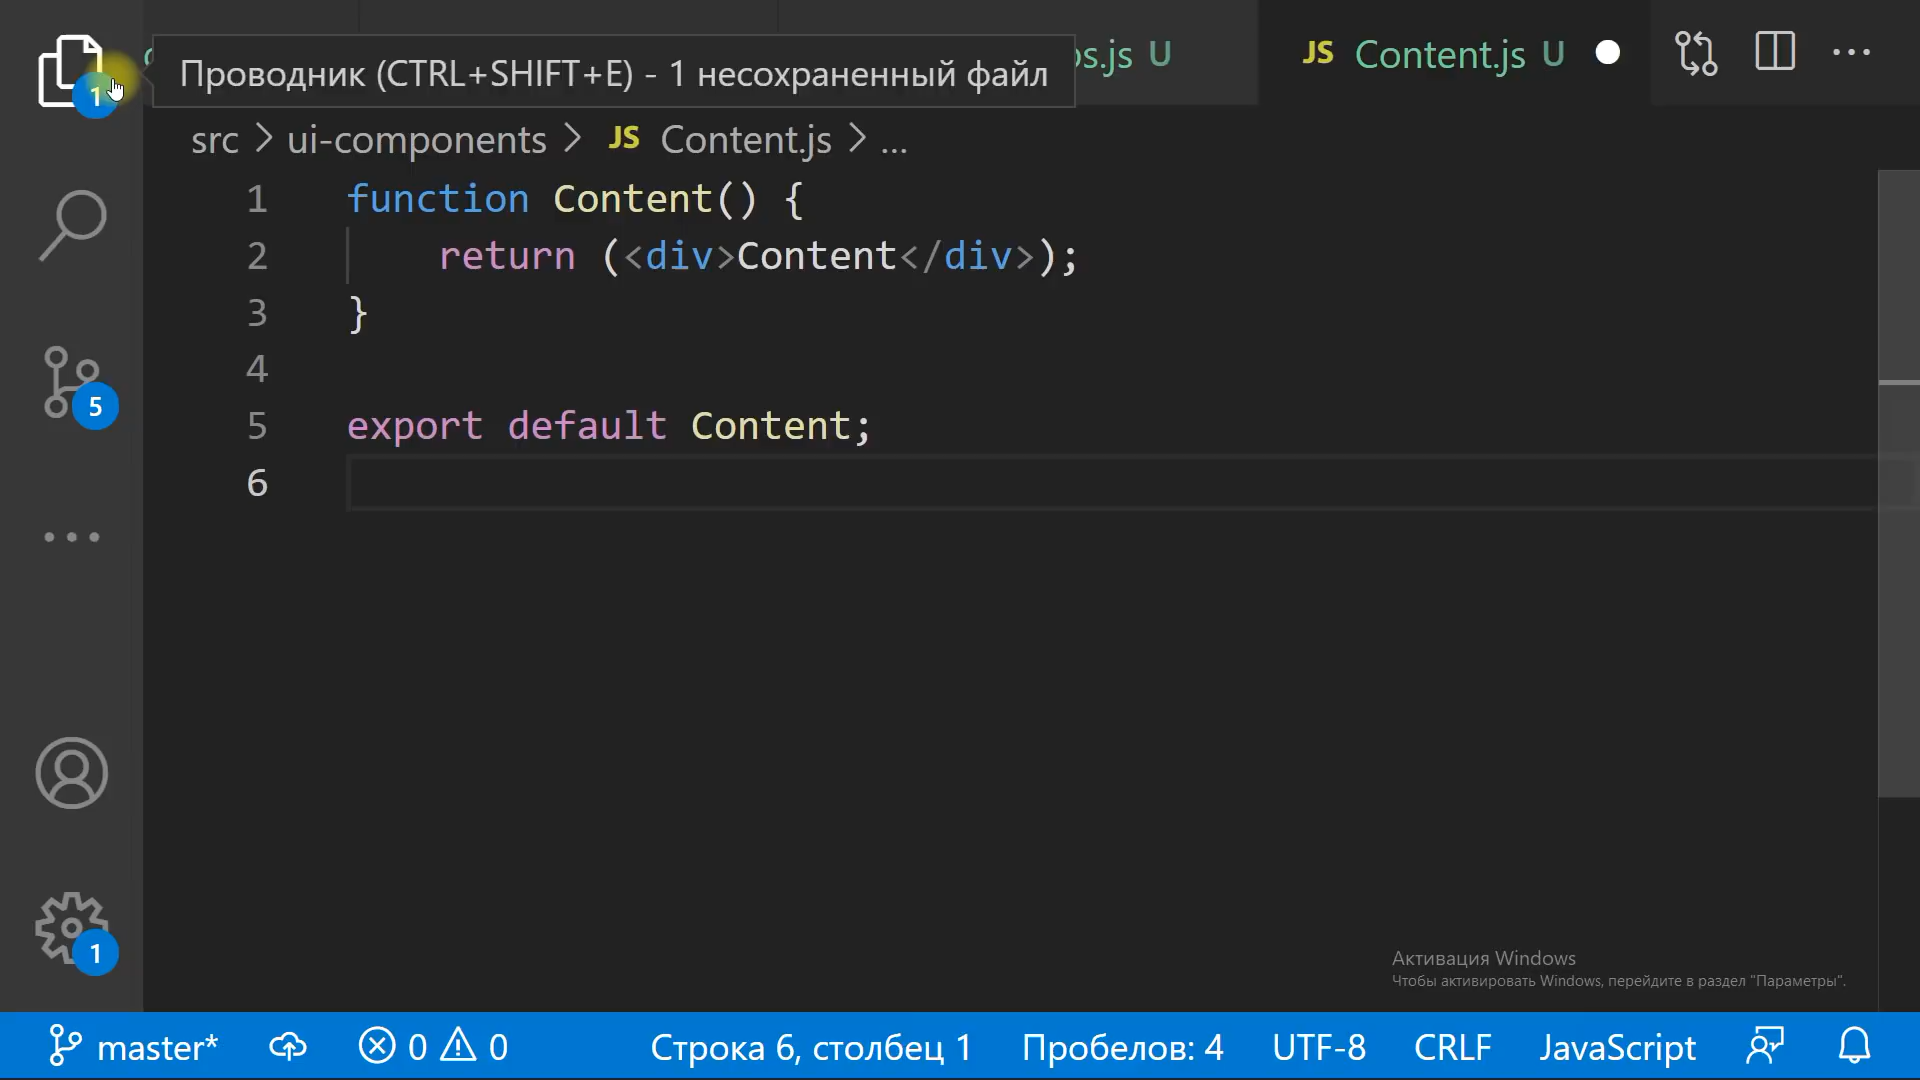 Проводник (CTRL+SHIFT+E) - 1 несохраненный файл
s.js U
JS Content.js U
1
src > ui-components > JS Content.js > ...
1 function Content() {
2 return (<div>Content</div>);
3 }
4
5 export default Content;
6
5
1
Активация Windows
Чтобы активировать Windows, перейдите в раздел "Параметры".
master* 0 0 Строка 6, столбец 1 Пробелов: 4 UTF-8 CRLF JavaScript